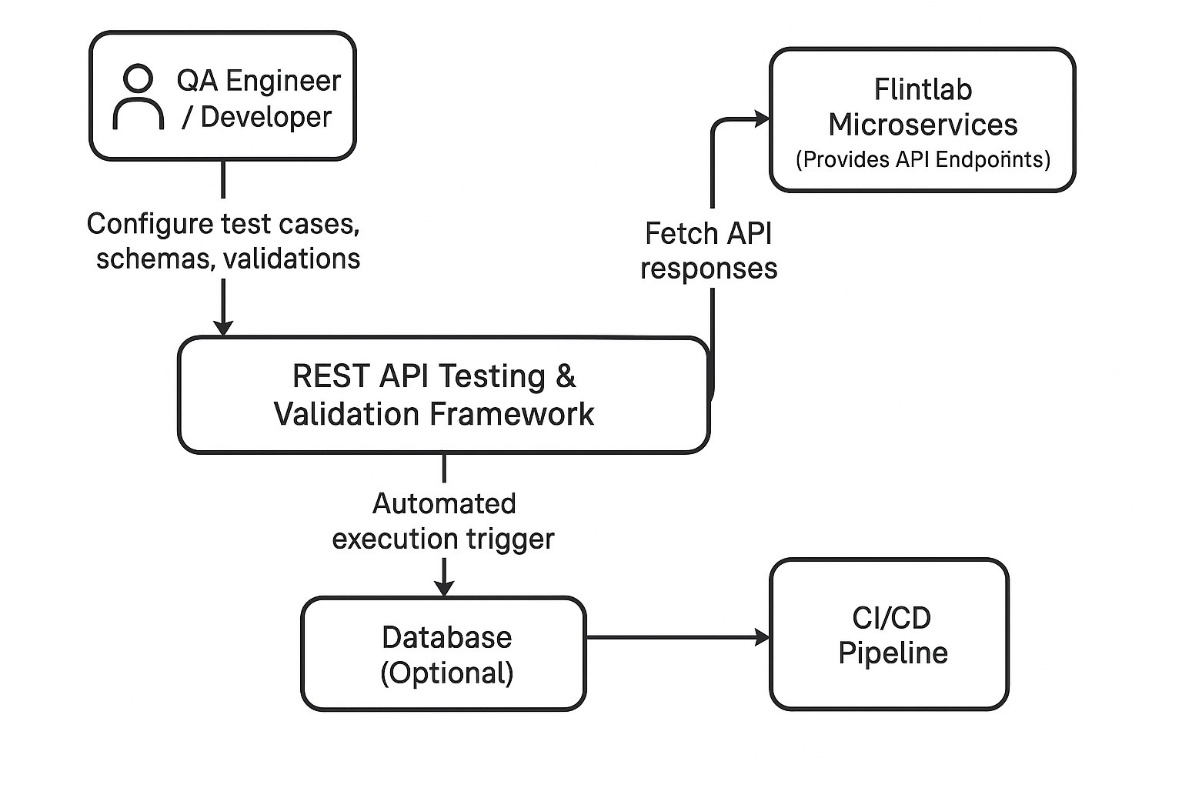 QA Engineer
/ Developer
Flintlab
Microservices
(Provides API Endpoints)
Configure test cases,
schemas, validations
Fetch API
responses
REST API Testing &
Validation Framework
Automated
execution trigger
Database
(Optional)
CI/CD
Pipeline